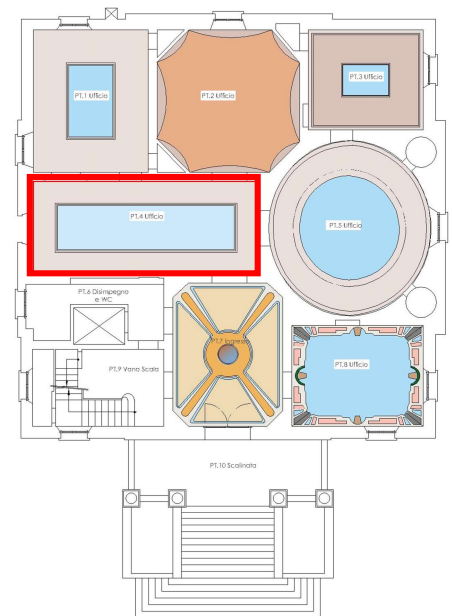 PT.1 Ufficio
PT.2 Ufficio
PT.3 Ufficio
PT.4 Ufficio
PT.5 Ufficio
PT.6 Disimpegno
e WC
PT.7 Ingresso
PT.8 Ufficio
PT.9 Vano Scala
PT.10 Scalinata